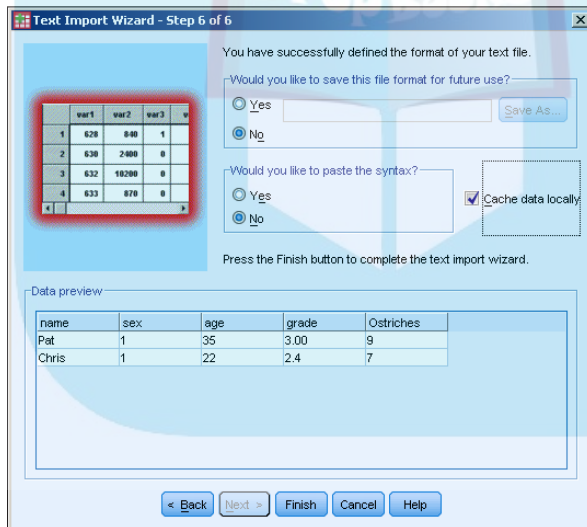 Text Import Wizard - Step 6 of 6
You have successfully defined the format of your text file.
Would you like to save this file format for future use?
Yes
Save As...
No
var1 var2 var3 v
1 628 840 1
2 630 2400 0
3 632 10200 0
4 633 870 0
Would you like to paste the syntax?
Yes
Cache data locally
No
Press the Finish button to complete the text import wizard.
Data preview
name sex age grade Ostriches
Pat 1 35 3.00 9
Chris 1 22 2.4 7
< Back Next > Finish Cancel Help